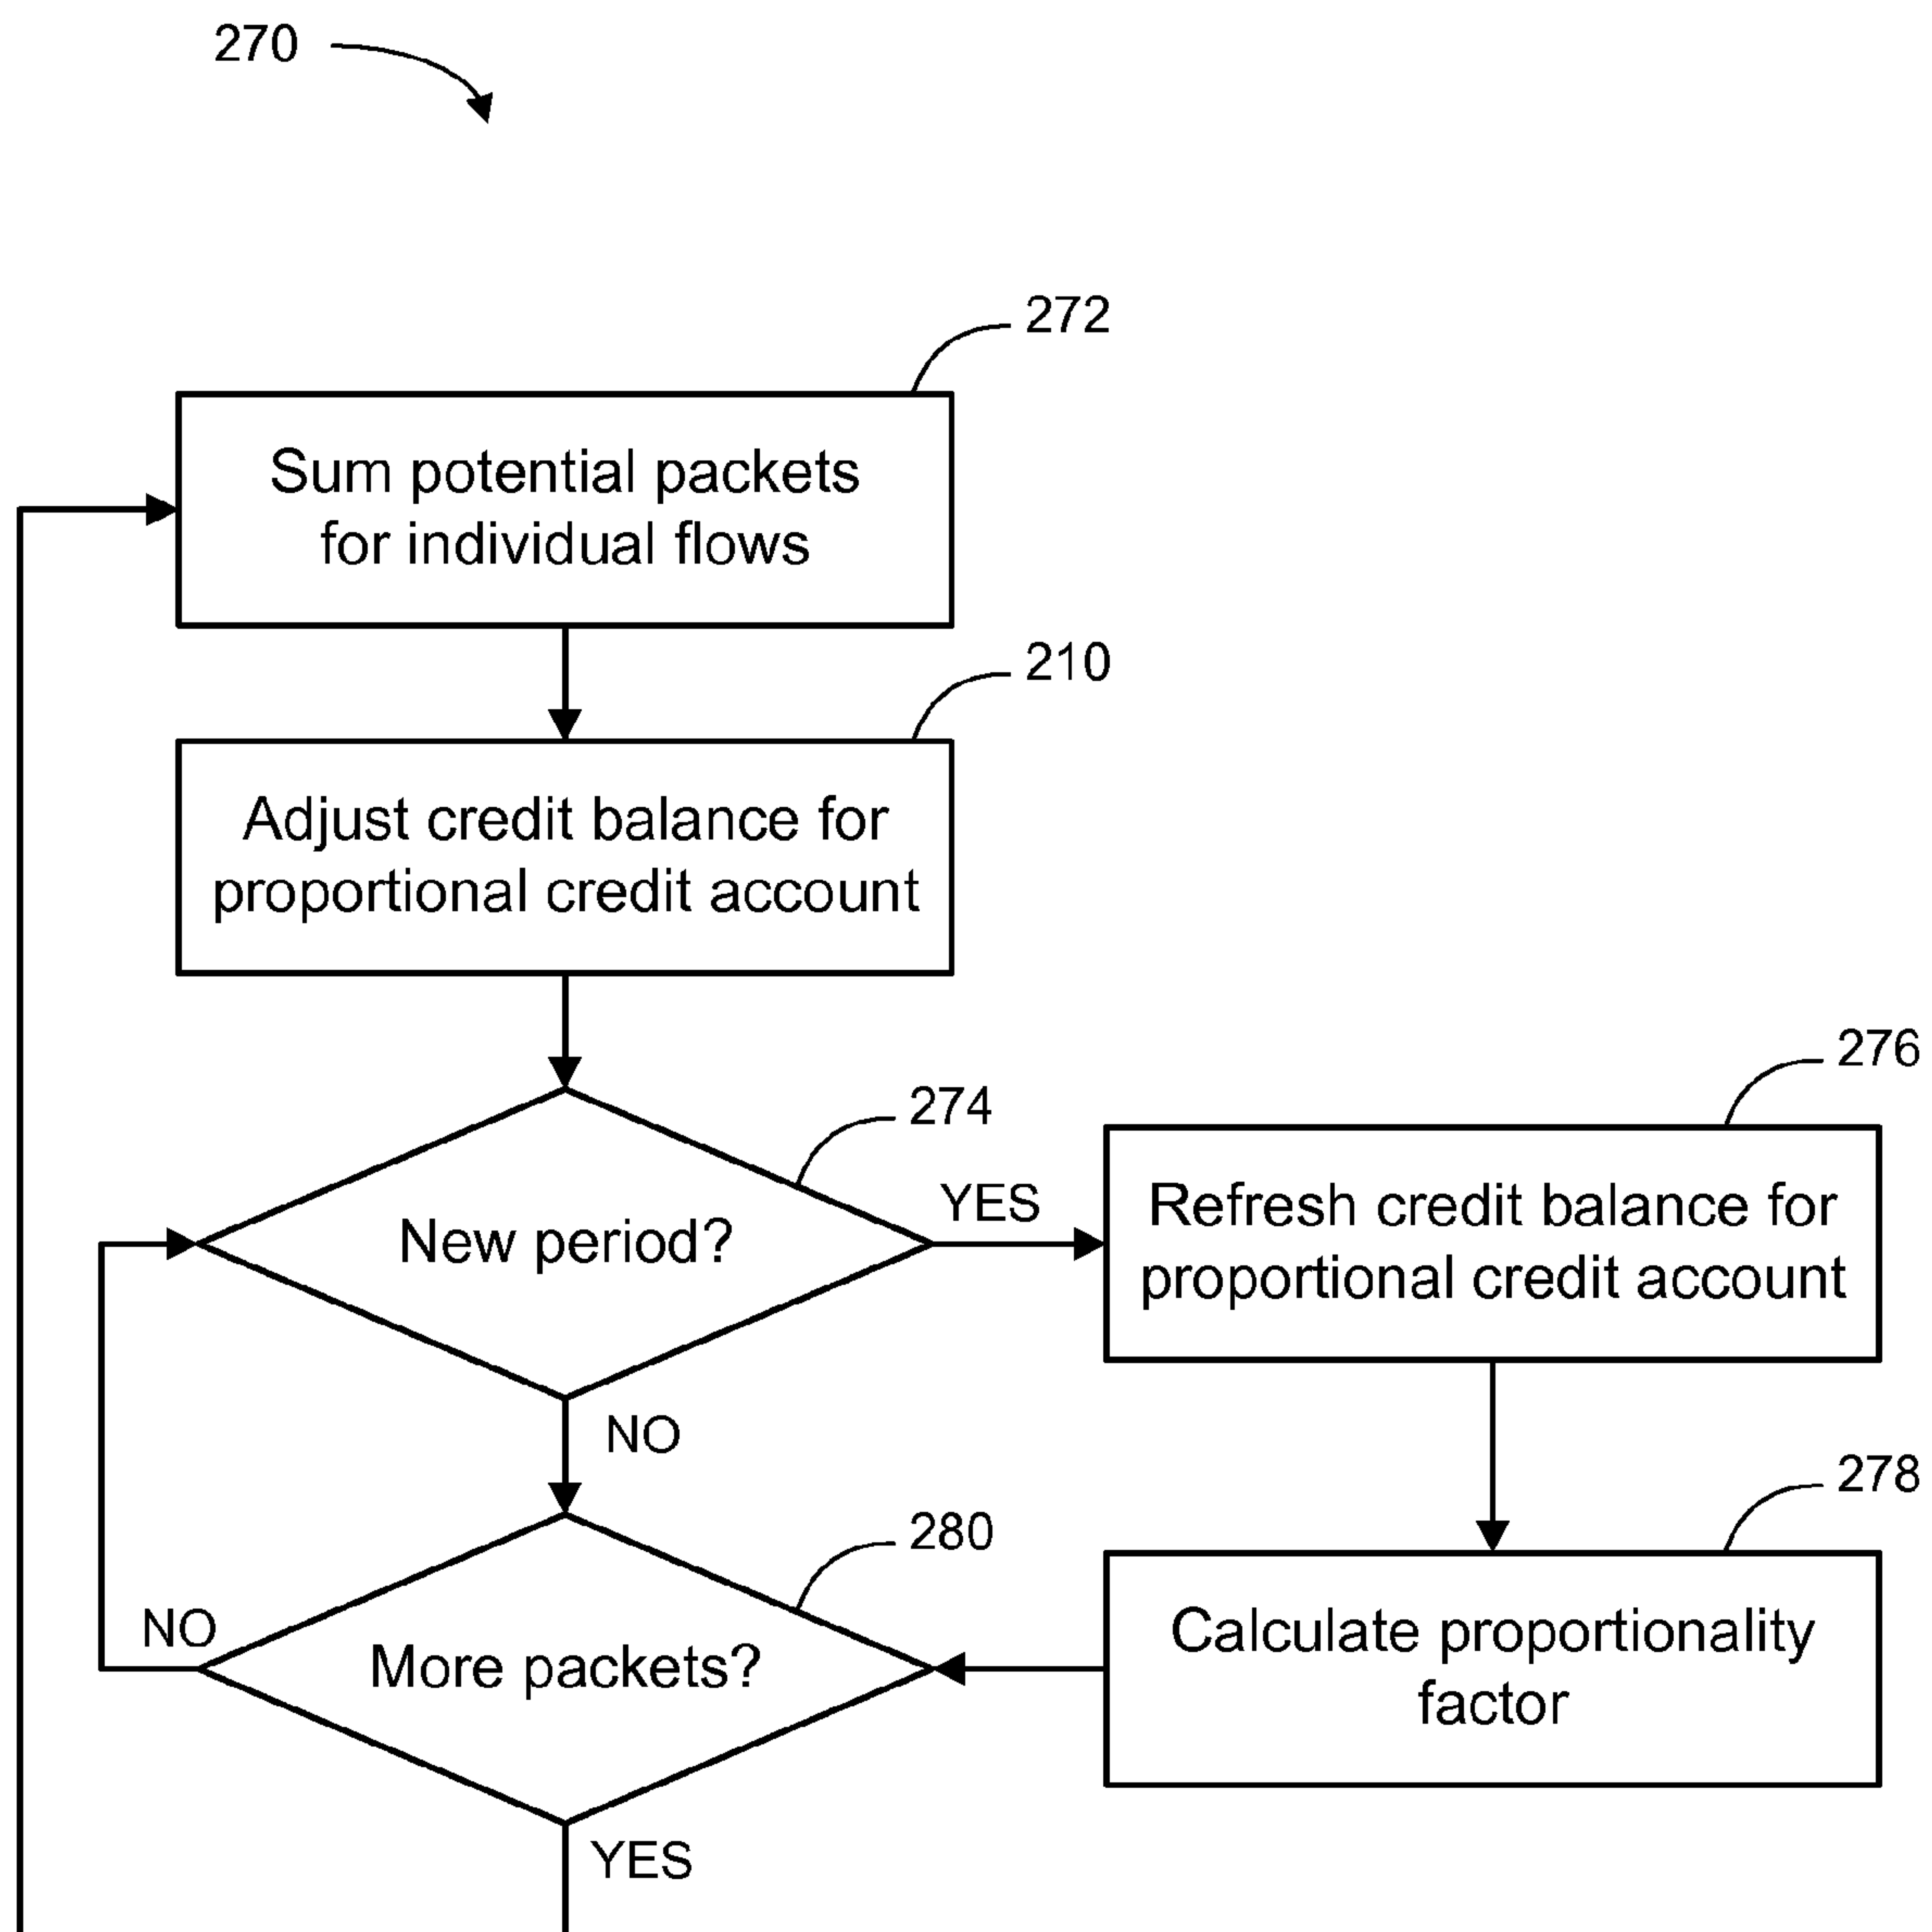 270
272
Sum potential packets
for individual flows
210
Adjust credit balance for
proportional credit account
274
New period?
YES
276
Refresh credit balance for
proportional credit account
NO
278
Calculate proportionality
factor
280
More packets?
NO
YES